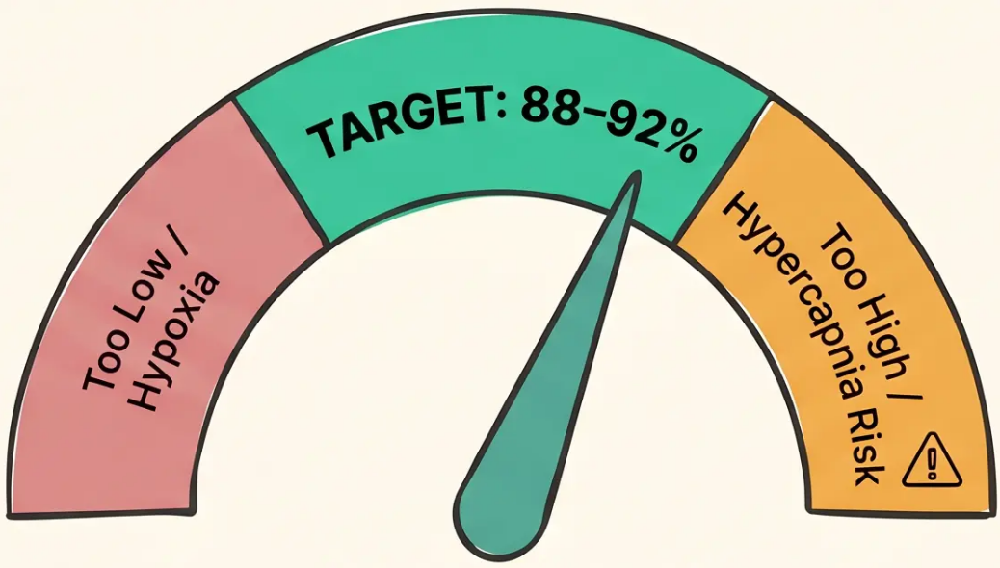 Too Low /
Hypoxia
TARGET: 88–92%
Too High /
Hypercapnia Risk